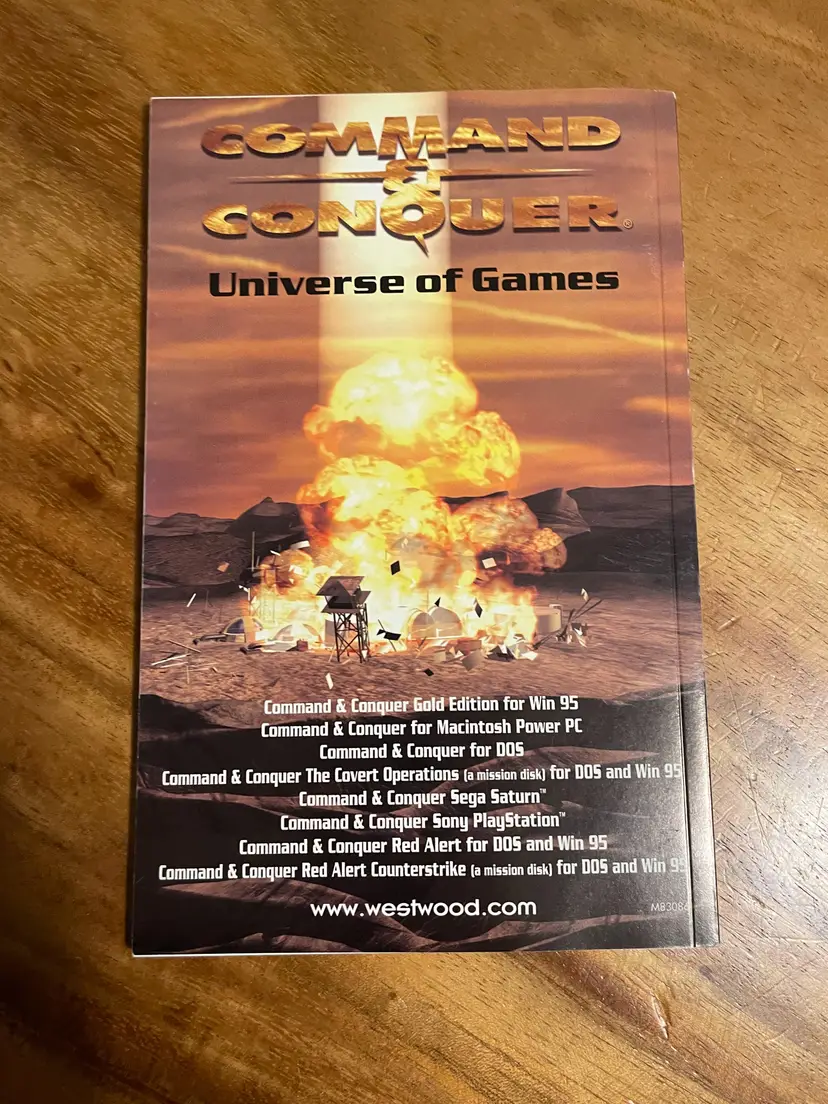 COMMAND
&
CONQUER®
Universe of Games
Command & Conquer Gold Edition for Win 95
Command & Conquer for Macintosh Power PC
Command & Conquer for DOS
Command & Conquer The Covert Operations (a mission disk) for DOS and Win 95
Command & Conquer Sega Saturn™
Command & Conquer Sony PlayStation™
Command & Conquer Red Alert for DOS and Win 95
Command & Conquer Red Alert Counterstrike (a mission disk) for DOS and Win 95
www.westwood.com